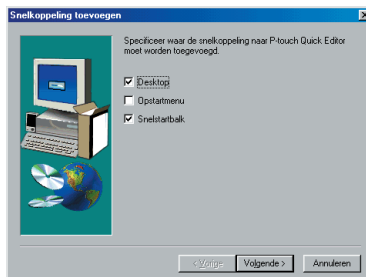 Snelkoppeling toevoegen
Specificeer waar de snelkoppeling naar P-touch Quick Editor
moet worden toegevoegd.
Desktop
Opstartmenu
Snelstartbalk
< Vorige
Volgende >
Annuleren